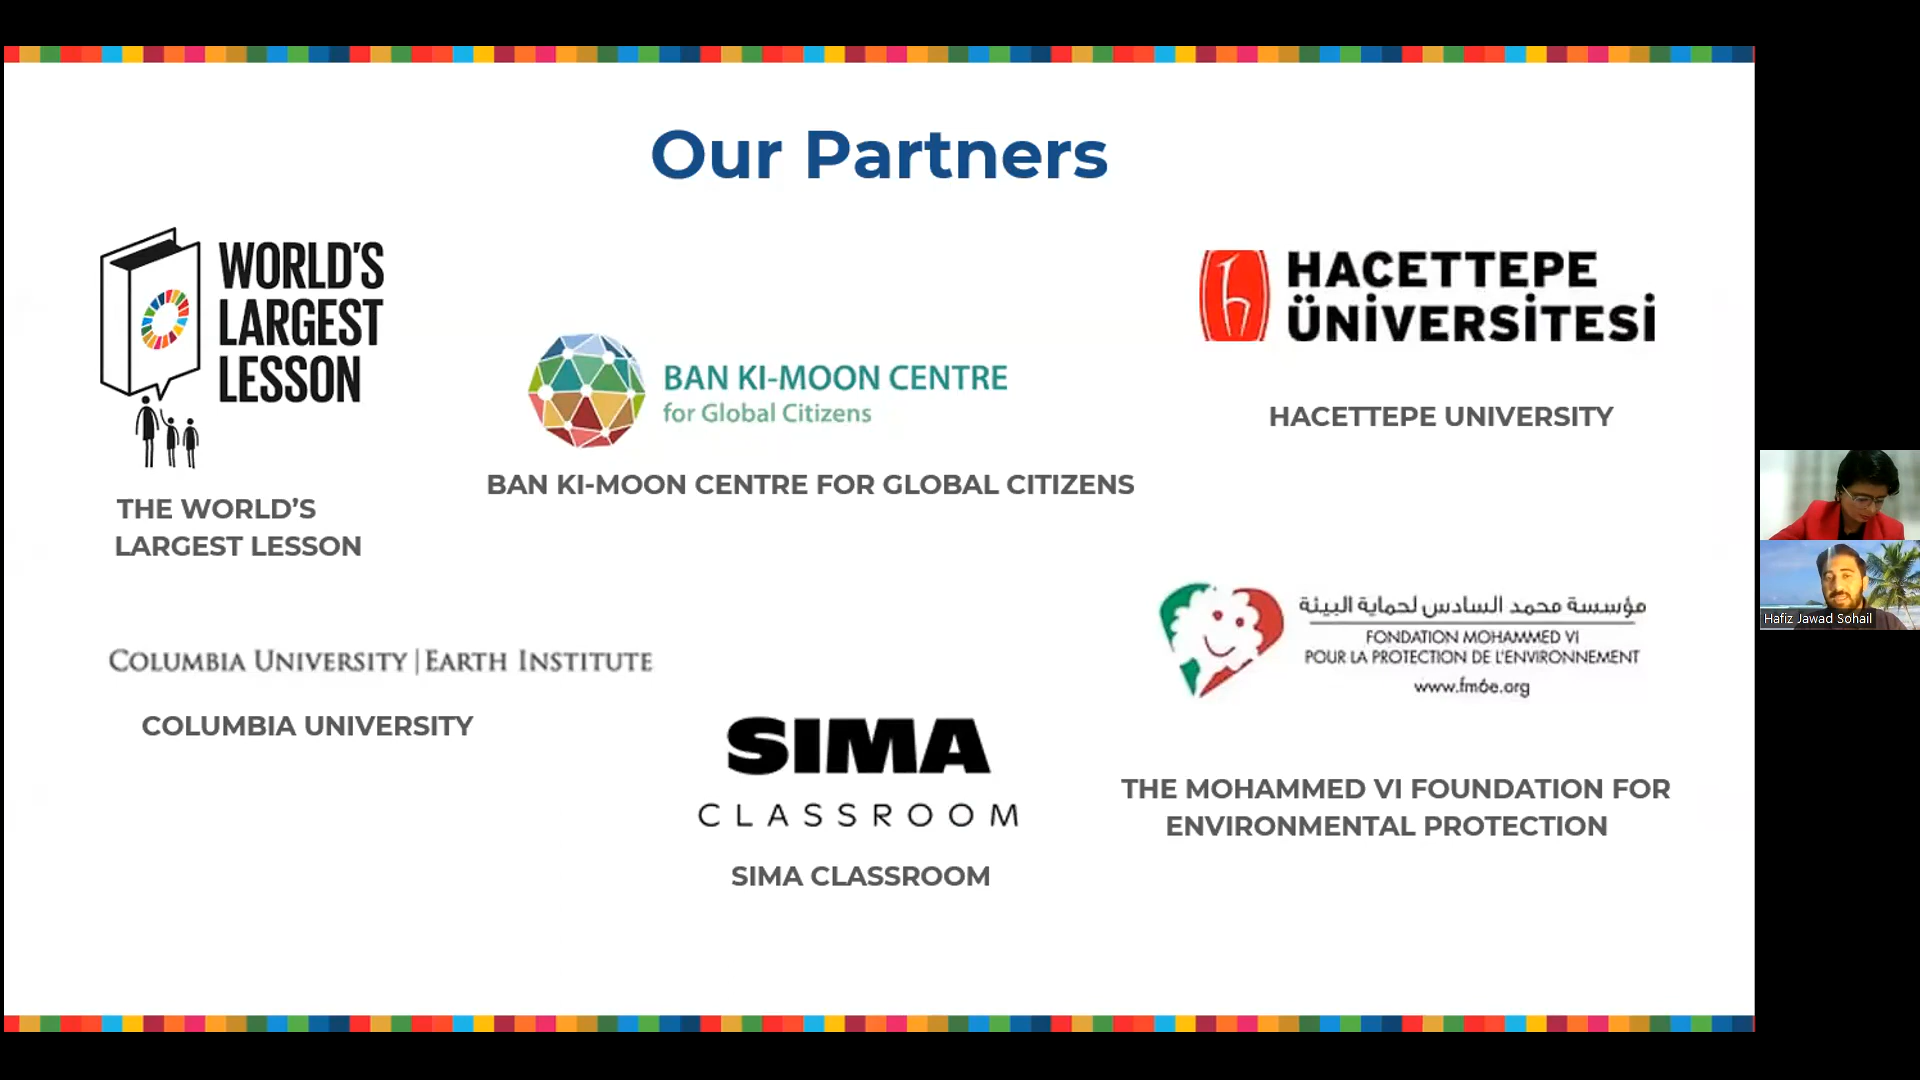 Our Partners
WORLD'S
LARGEST
LESSON
THE WORLD'S
LARGEST LESSON
BAN KI-MOON CENTRE
for Global Citizens
BAN KI-MOON CENTRE FOR GLOBAL CITIZENS
HACETTEPE
ÜNİVERSİTESİ
HACETTEPE UNIVERSITY
COLUMBIA UNIVERSITY | EARTH INSTITUTE
COLUMBIA UNIVERSITY
SIMA
CLASSROOM
SIMA CLASSROOM
مؤسسة محمد السادس لحماية البيئة
FONDATION MOHAMMED VI
POUR LA PROTECTION DE L'ENVIRONNEMENT
www.fm6e.org
THE MOHAMMED VI FOUNDATION FOR
ENVIRONMENTAL PROTECTION
Hafiz Jawad Sohail